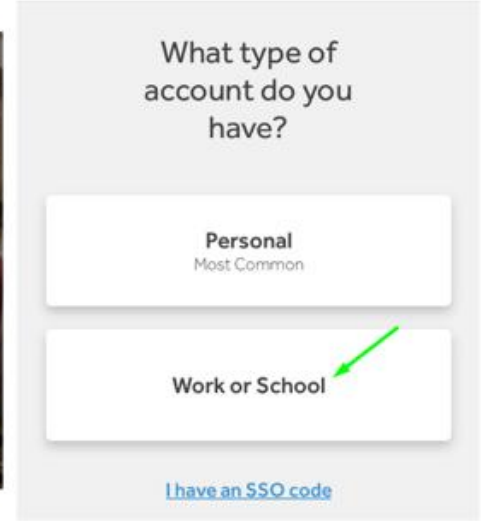 What type of
account do you
have?
Personal
Most Common
Work or School
I have an SSO code